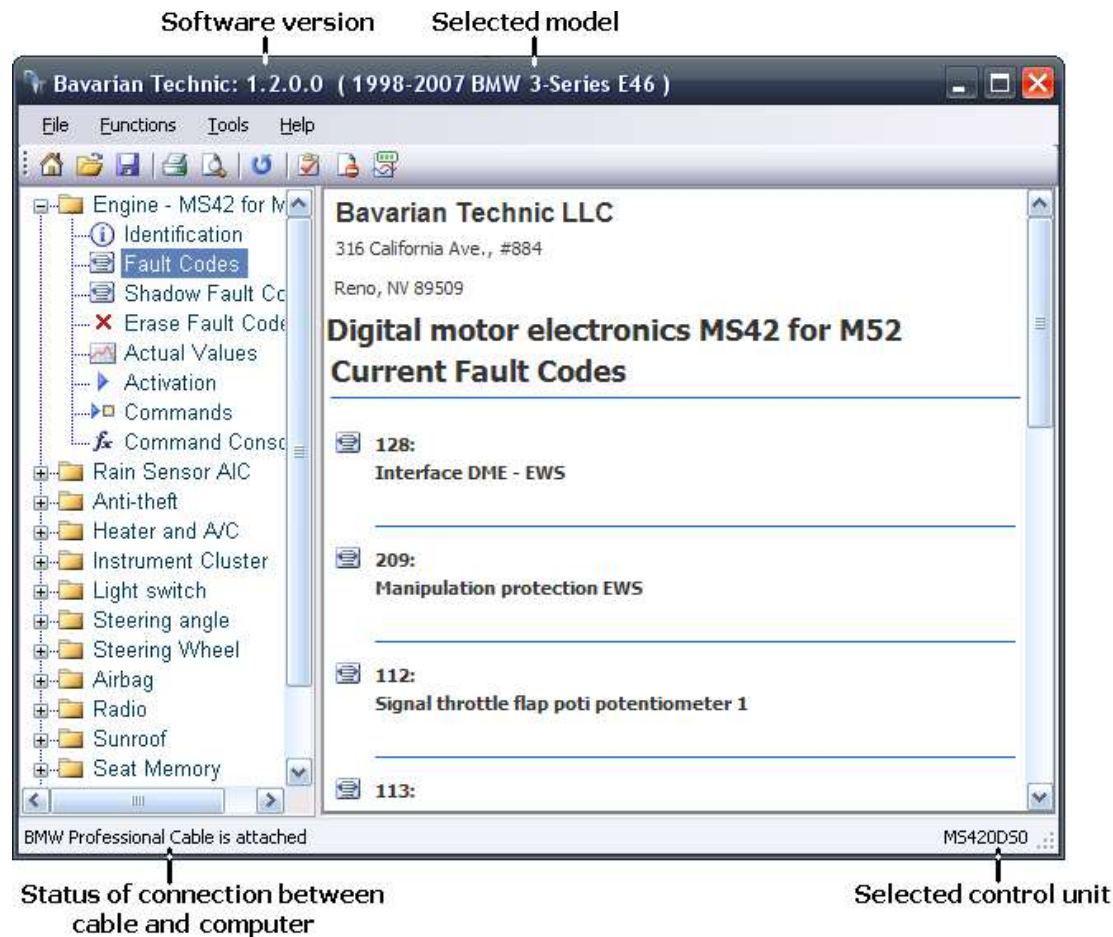 Software version Selected model
Bavarian Technic: 1.2.0.0 ( 1998-2007 BMW 3-Series E46 )
File Functions Tools Help
Engine - MS42 for M
Identification
Fault Codes
Shadow Fault Co
Erase Fault Code
Actual Values
Activation
Commands
fx Command Consc
Rain Sensor AIC
Anti-theft
Heater and A/C
Instrument Cluster
Light switch
Steering angle
Steering Wheel
Airbag
Radio
Sunroof
Seat Memory
Bavarian Technic LLC
316 California Ave., #884
Reno, NV 89509
Digital motor electronics MS42 for M52
Current Fault Codes
128:
Interface DME - EWS
209:
Manipulation protection EWS
112:
Signal throttle flap poti potentiometer 1
113:
BMW Professional Cable is attached MS420DS0
Status of connection between
cable and computer
Selected control unit